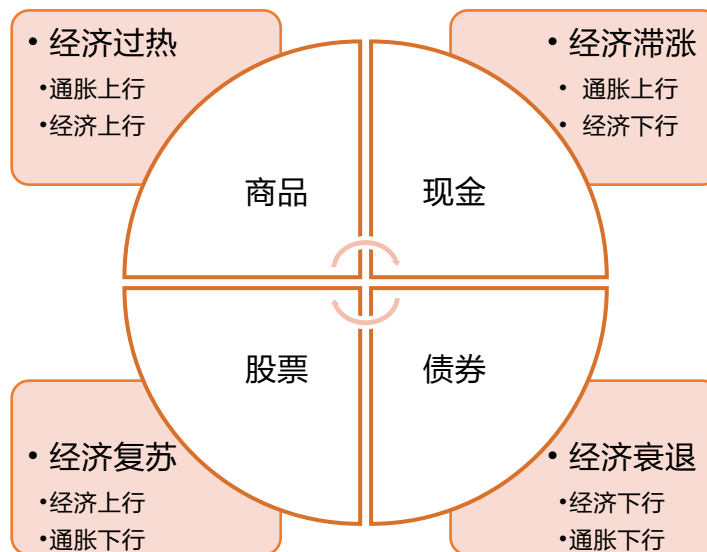 • 经济过热
•通胀上行
•经济上行
• 经济滞涨
• 通胀上行
• 经济下行
商品
现金
股票
债券
• 经济复苏
•经济上行
•通胀下行
• 经济衰退
•经济下行
•通胀下行